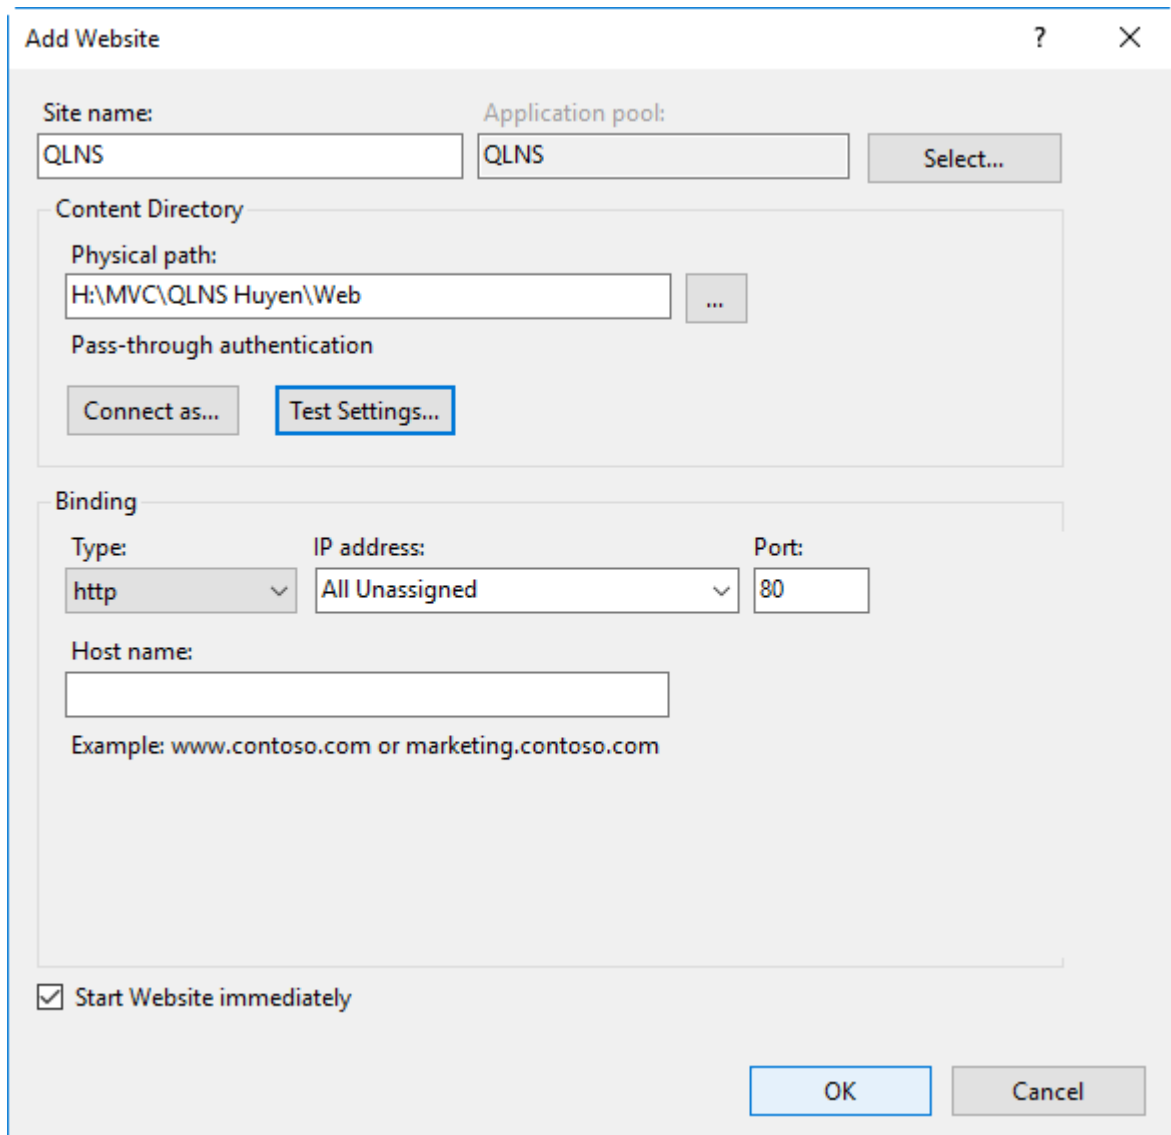 Add Website ?
Site name: Application pool:
QLNS QLNS Select...
Content Directory
Physical path:
H:\MVC\QLNS Huyen\Web ...
Pass-through authentication
Connect as... Test Settings...
Binding
Type: IP address: Port:
http All Unassigned 80
Host name:
Example: www.contoso.com or marketing.contoso.com
Start Website immediately
OK Cancel